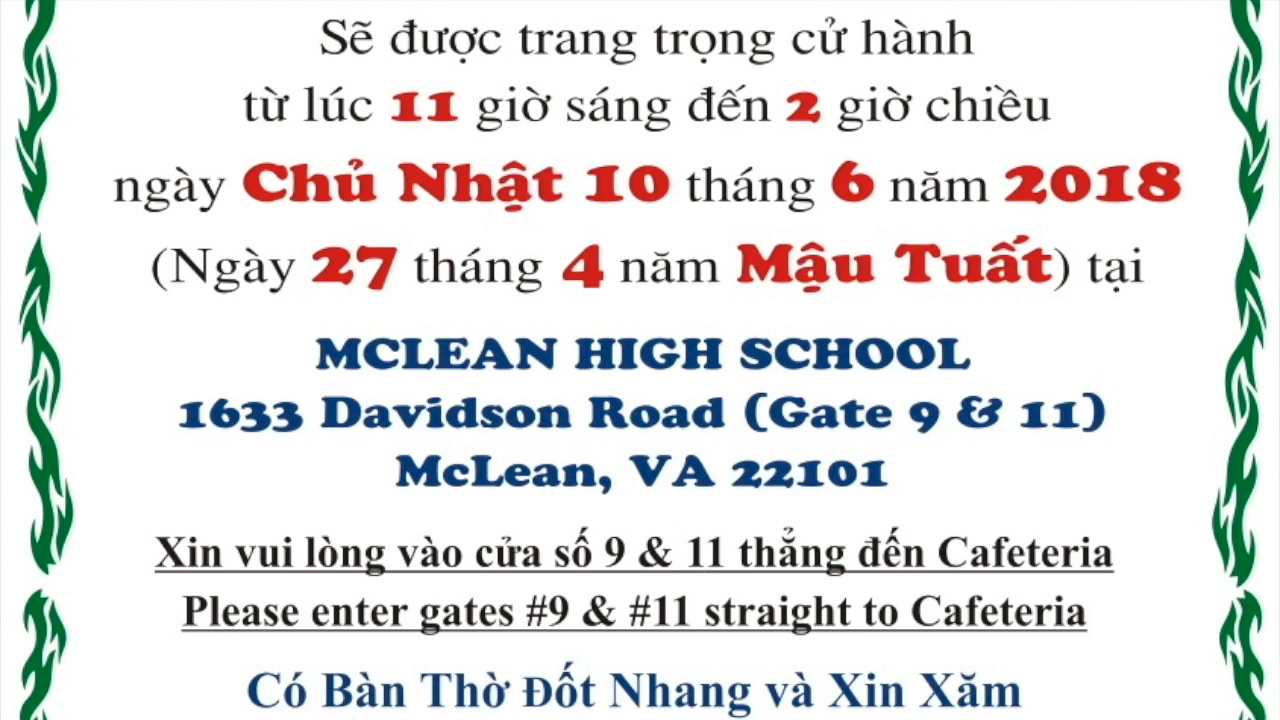 Sẽ được trang trọng cử hành
từ lúc 11 giờ sáng đến 2 giờ chiều
ngày Chủ Nhật 10 tháng 6 năm 2018
(Ngày 27 tháng 4 năm Mậu Tuất) tại
MCLEAN HIGH SCHOOL
1633 Davidson Road (Gate 9 & 11)
McLean, VA 22101
Xin vui lòng vào cửa số 9 & 11 thẳng đến Cafeteria
Please enter gates #9 & #11 straight to Cafeteria
Có Bàn Thờ Đốt Nhang và Xin Xăm